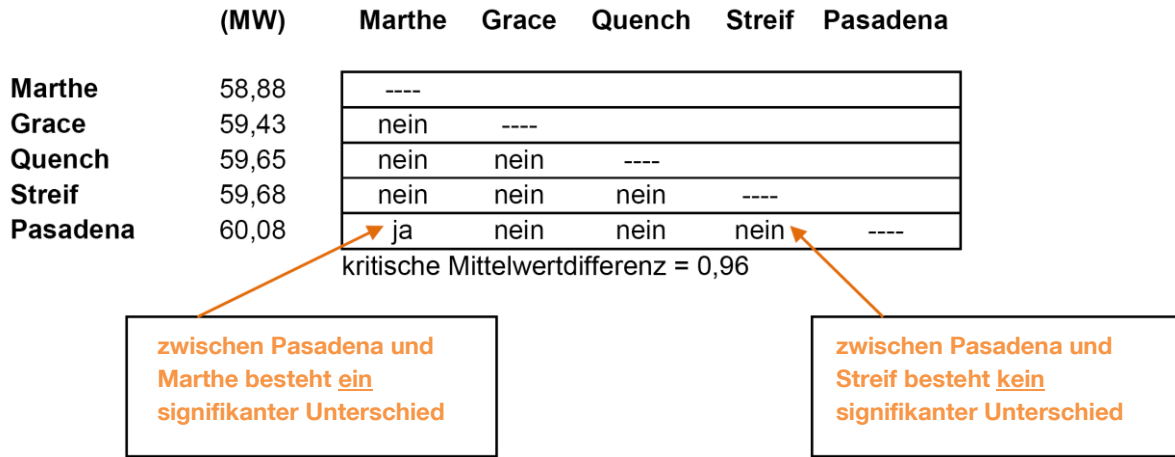 (MW) Marthe Grace Quench Streif Pasadena
Marthe 58,88 ----
Grace 59,43 nein ----
Quench 59,65 nein nein ----
Streif 59,68 nein nein nein ----
Pasadena 60,08 ja nein nein nein ----
kritische Mittelwertdifferenz = 0,96
zwischen Pasadena und
Marthe besteht ein
signifikanter Unterschied
zwischen Pasadena und
Streif besteht kein
signifikanter Unterschied